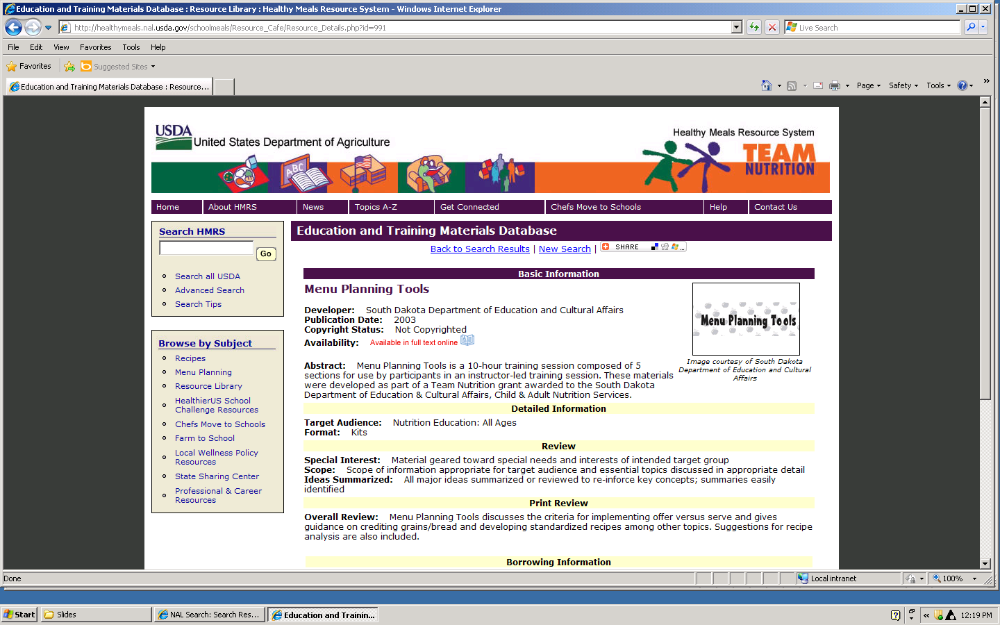 Education and Training Materials Database : Resource Library : Healthy Meals Resource System - Windows Internet Explorer
http://healthymeals.nal.usda.gov/schoolmeals/Resource_Cafe/Resource_Details.php?id=991
Live Search
File Edit View Favorites Tools Help
Favorites Suggested Sites
Education and Training Materials Database : Resource...
Page Safety Tools
USDA
United States Department of Agriculture
Healthy Meals Resource System
TEAM
NUTRITION
ABC
Home About HMRS News Topics A-Z Get Connected Chefs Move to Schools Help Contact Us
Search HMRS
Go
Search all USDA
Advanced Search
Search Tips
Browse by Subject
Recipes
Menu Planning
Resource Library
HealthierUS School
Challenge Resources
Chefs Move to Schools
Farm to School
Local Wellness Policy
Resources
State Sharing Center
Professional & Career
Resources
Education and Training Materials Database
Back to Search Results | New Search | SHARE ...
Basic Information
Menu Planning Tools
Developer: South Dakota Department of Education and Cultural Affairs
Publication Date: 2003
Copyright Status: Not Copyrighted
Availability: Available in full text online
Menu Planning Tools
Image courtesy of South Dakota
Department of Education and Cultural
Affairs
Abstract: Menu Planning Tools is a 10-hour training session composed of 5
sections for use by participants in an instructor-led training session. These materials
were developed as part of a Team Nutrition grant awarded to the South Dakota
Department of Education & Cultural Affairs, Child & Adult Nutrition Services.
Detailed Information
Target Audience: Nutrition Education: All Ages
Format: Kits
Review
Special Interest: Material geared toward special needs and interests of intended target group
Scope: Scope of information appropriate for target audience and essential topics discussed in appropriate detail
Ideas Summarized: All major ideas summarized or reviewed to re-inforce key concepts; summaries easily
identified
Print Review
Overall Review: Menu Planning Tools discusses the criteria for implementing offer versus serve and gives
guidance on crediting grains/bread and developing standardized recipes among other topics. Suggestions for recipe
analysis are also included.
Borrowing Information
Done Local intranet 100%
Start Slides NAL Search: Search Res... Education and Trainin... 12:19 PM